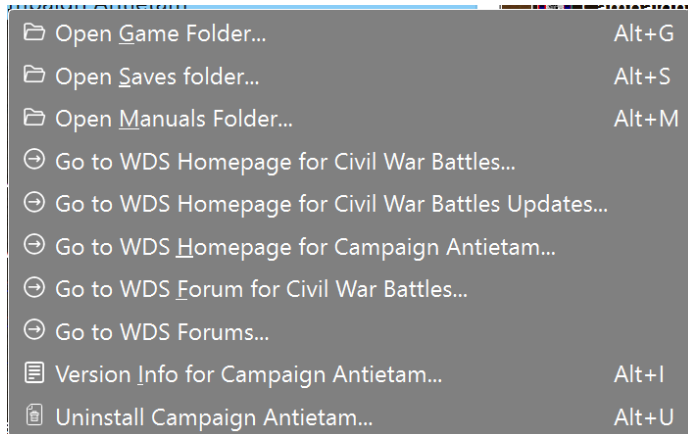 Campaign Antietam
Open Game Folder... Alt+G
Open Saves folder... Alt+S
Open Manuals Folder... Alt+M
Go to WDS Homepage for Civil War Battles...
Go to WDS Homepage for Civil War Battles Updates...
Go to WDS Homepage for Campaign Antietam...
Go to WDS Forum for Civil War Battles...
Go to WDS Forums...
Version Info for Campaign Antietam... Alt+I
Uninstall Campaign Antietam... Alt+U